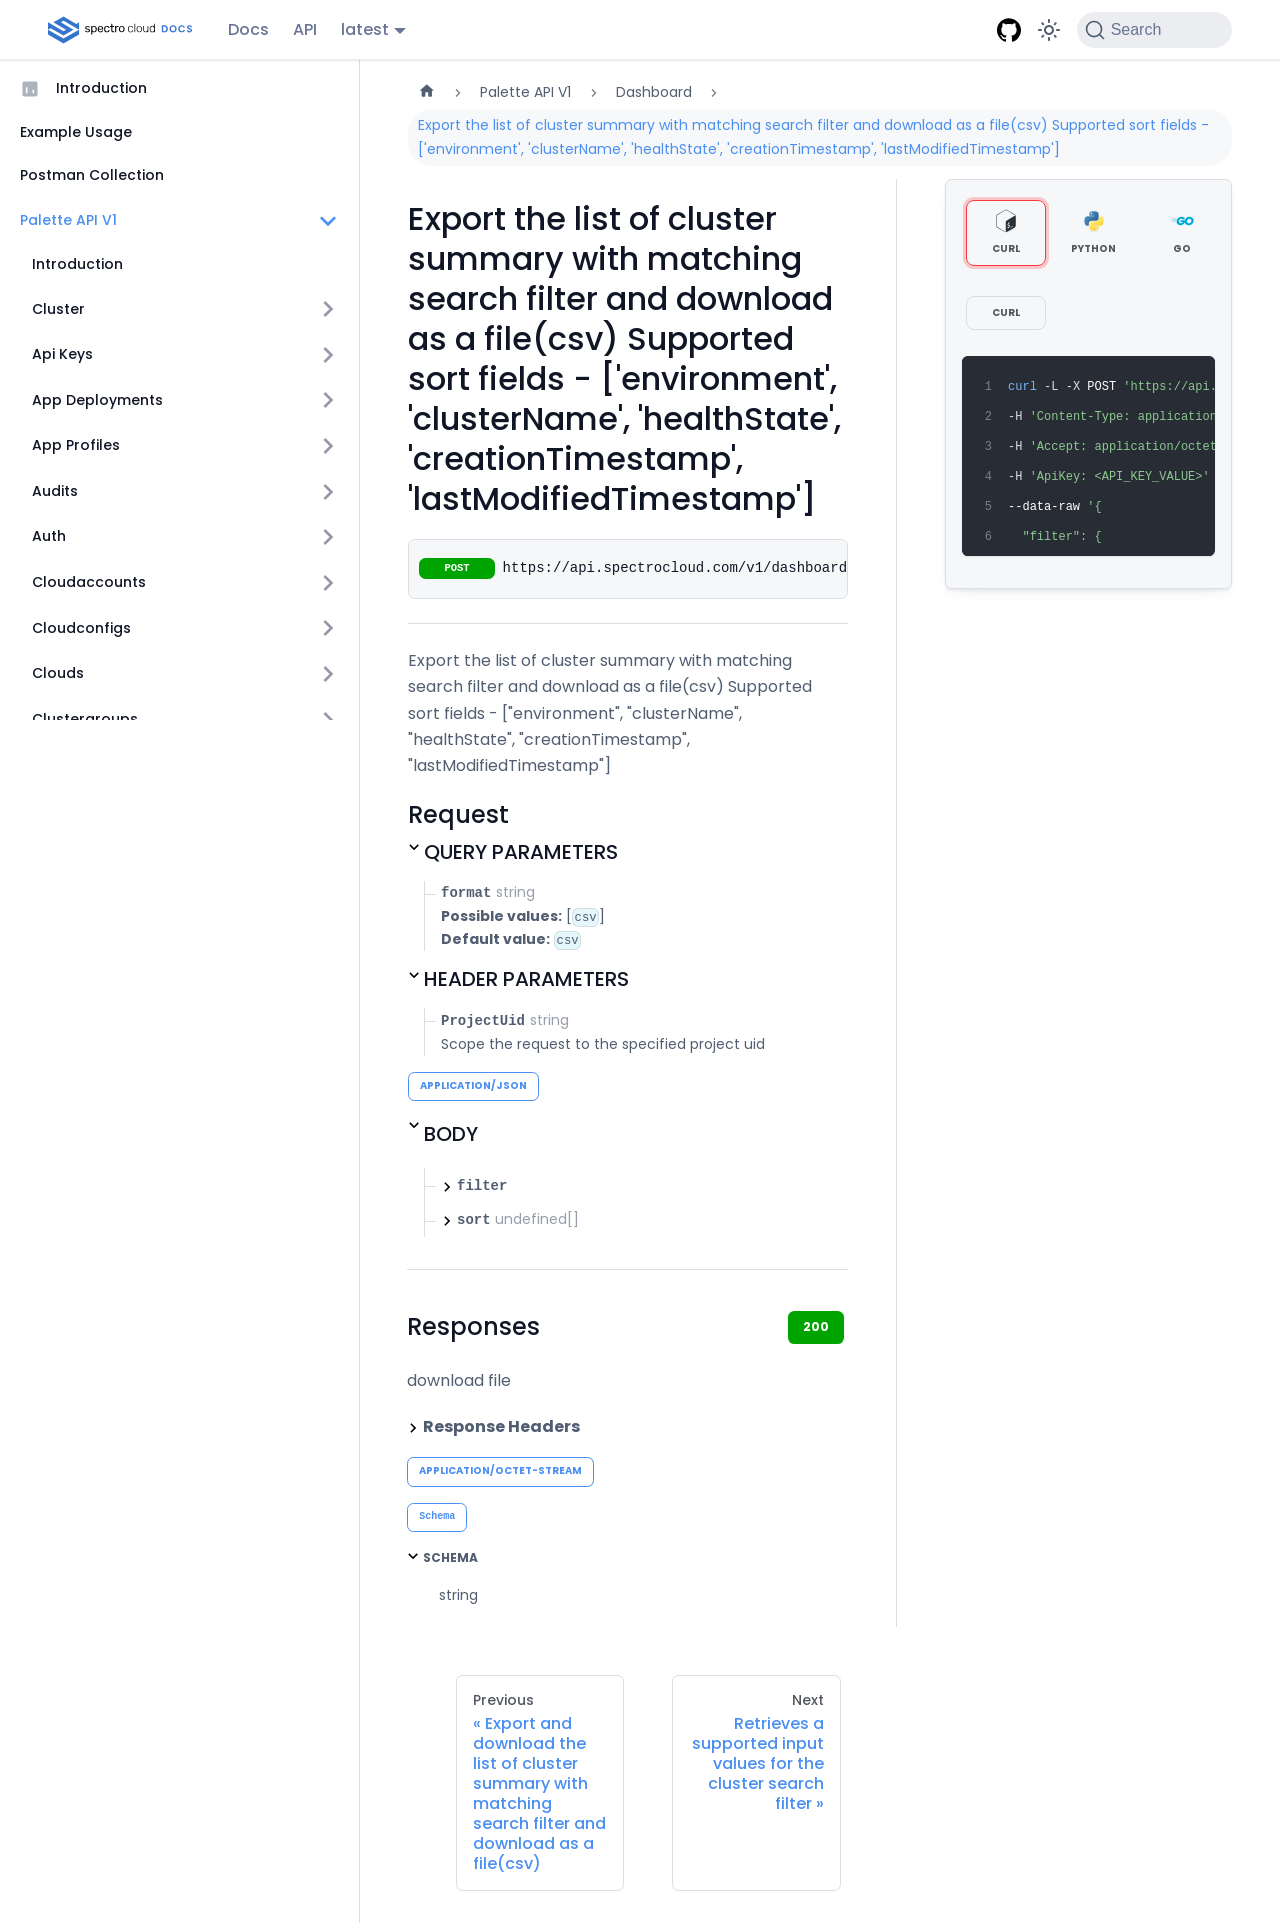 spectro cloud DOCS
Docs
API
latest
Search
Introduction
Example Usage
Postman Collection
Palette API V1
Introduction
Cluster
Api Keys
App Deployments
App Profiles
Audits
Auth
Cloudaccounts
Cloudconfigs
Clouds
Clustergroups
Palette API V1
Dashboard
Export the list of cluster summary with matching search filter and download as a file(csv) Supported sort fields -
['environment', 'clusterName', 'healthState', 'creationTimestamp', 'lastModifiedTimestamp']
Export the list of cluster
summary with matching
search filter and download
as a file(csv) Supported
sort fields - ['environment',
'clusterName', 'healthState',
'creationTimestamp',
'lastModifiedTimestamp']
POST https://api.spectrocloud.com/v1/dashboard
Export the list of cluster summary with matching
search filter and download as a file(csv) Supported
sort fields - ["environment", "clusterName",
"healthState", "creationTimestamp",
"lastModifiedTimestamp"]
Request
QUERY PARAMETERS
format string
Possible values: [csv]
Default value: csv
HEADER PARAMETERS
ProjectUid string
Scope the request to the specified project uid
APPLICATION/JSON
BODY
filter
sort undefined[]
Responses
200
download file
Response Headers
APPLICATION/OCTET-STREAM
Schema
SCHEMA
string
CURL
PYTHON
GO
CURL
1 curl -L -X POST 'https://api.
2 -H 'Content-Type: application
3 -H 'Accept: application/octet
4 -H 'ApiKey: <API_KEY_VALUE>'
5 --data-raw '{
6 "filter": {
Previous
« Export and
download the
list of cluster
summary with
matching
search filter and
download as a
file(csv)
Next
Retrieves a
supported input
values for the
cluster search
filter »